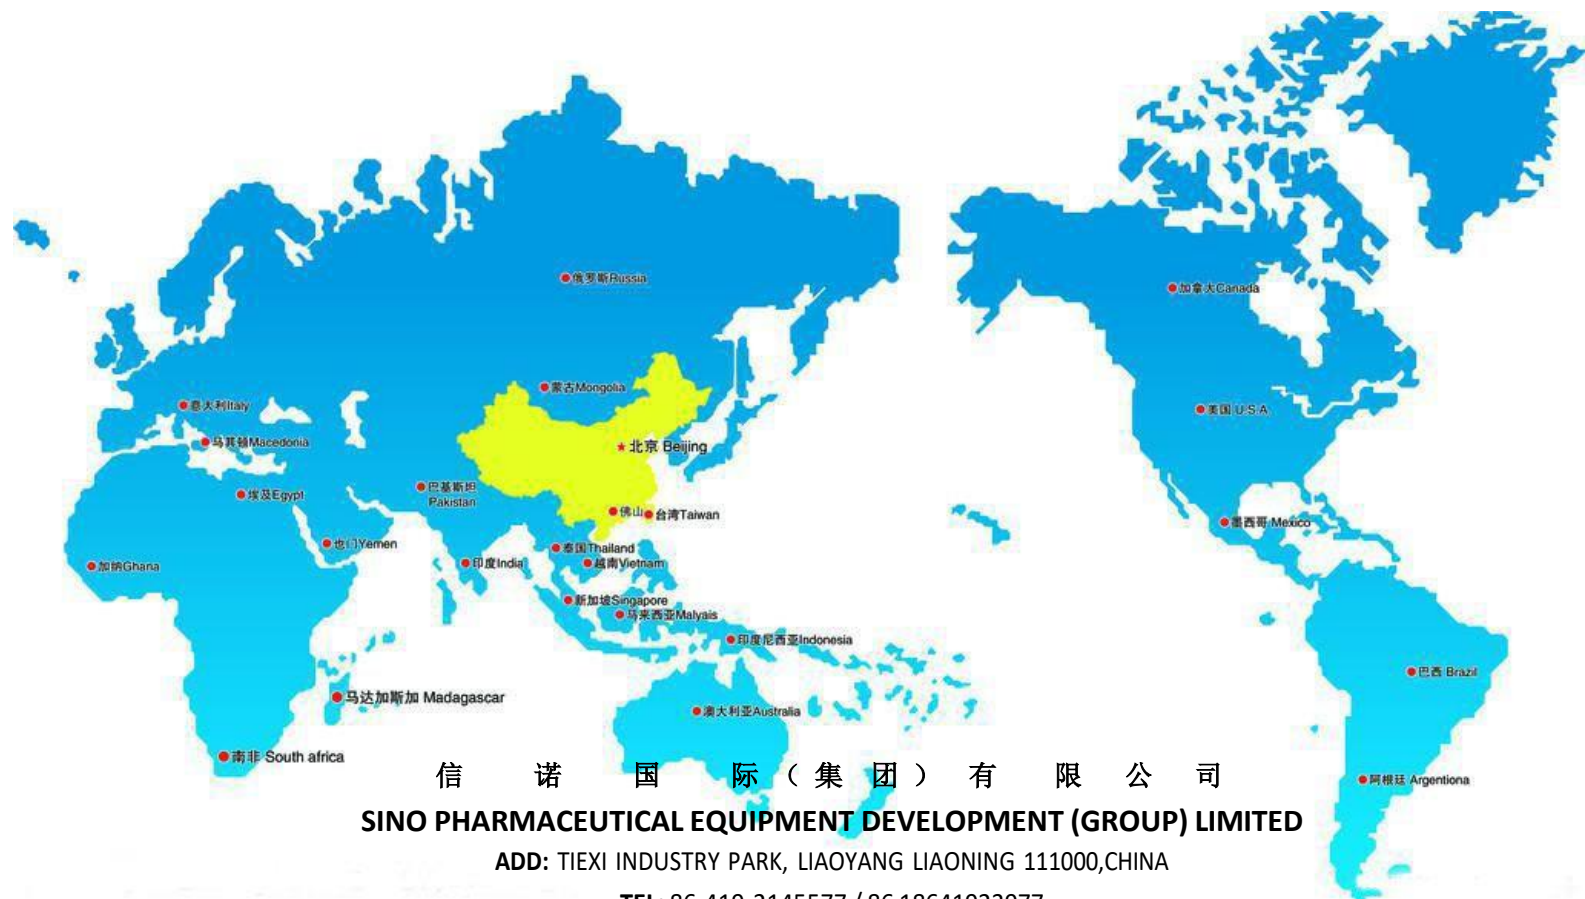 俄罗斯Russia
加拿大Canada
蒙古Mongolia
意大利Italy
美国 U.S.A
马其顿Macedonia
★北京 Beijing
巴基斯坦
Pakistan
埃及Egypt
佛山
台湾Taiwan
墨西哥 Mexico
也门Yemen
泰国Thailand
加纳Ghana
印度India
越南Vietnam
新加坡Singapore
马来西亚Malyais
印度尼西亚Indonesia
巴西 Brazil
马达加斯加 Madagascar
澳大利亚Australia
南非 South africa
信诺国际（集团）有限公司
阿根廷 Argentiona
SINO PHARMACEUTICAL EQUIPMENT DEVELOPMENT (GROUP) LIMITED
ADD: TIEXI INDUSTRY PARK, LIAOYANG LIAONING 111000,CHINA
TEL: 86-419-2145577 / 86 18641933977